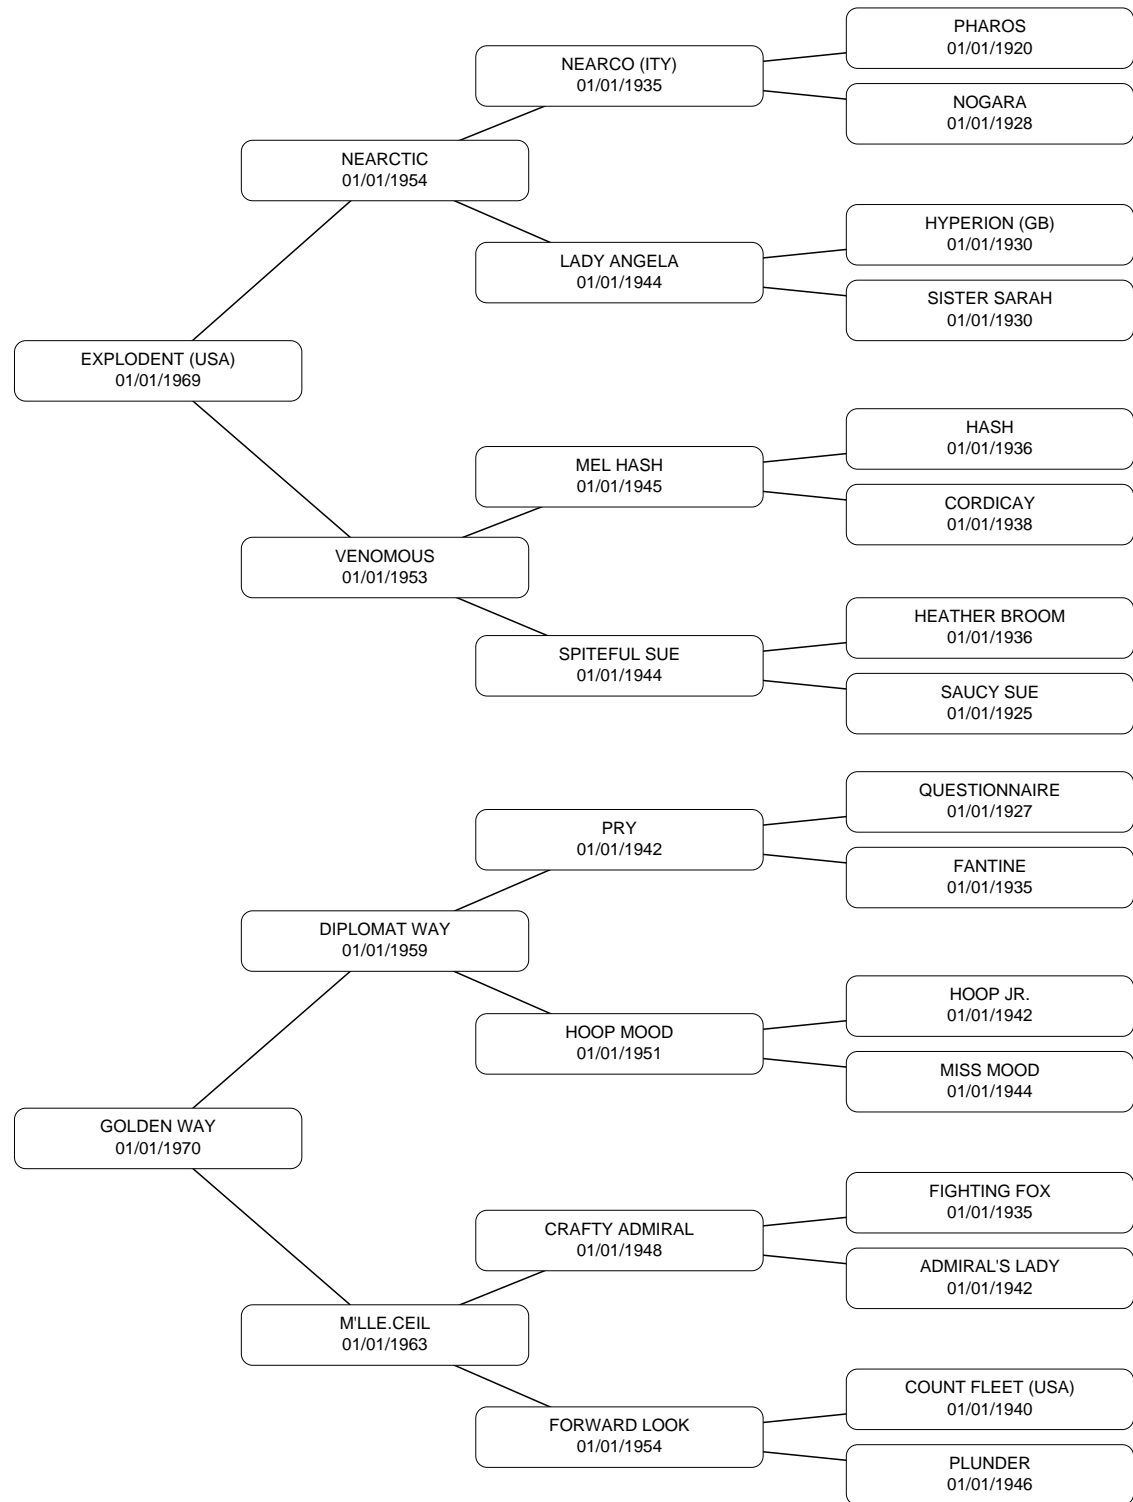 PHAROS
01/01/1920
NEARCO (ITY)
01/01/1935
NOGARA
01/01/1928
NEARCTIC
01/01/1954
HYPERION (GB)
01/01/1930
LADY ANGELA
01/01/1944
SISTER SARAH
01/01/1930
EXPLODENT (USA)
01/01/1969
HASH
01/01/1936
MEL HASH
01/01/1945
CORDICAY
01/01/1938
VENOMOUS
01/01/1953
HEATHER BROOM
01/01/1936
SPITEFUL SUE
01/01/1944
SAUCY SUE
01/01/1925
QUESTIONNAIRE
01/01/1927
PRY
01/01/1942
FANTINE
01/01/1935
DIPLOMAT WAY
01/01/1959
HOOP JR.
01/01/1942
HOOP MOOD
01/01/1951
MISS MOOD
01/01/1944
GOLDEN WAY
01/01/1970
FIGHTING FOX
01/01/1935
CRAFTY ADMIRAL
01/01/1948
ADMIRAL'S LADY
01/01/1942
M'LLE.CEIL
01/01/1963
COUNT FLEET (USA)
01/01/1940
FORWARD LOOK
01/01/1954
PLUNDER
01/01/1946